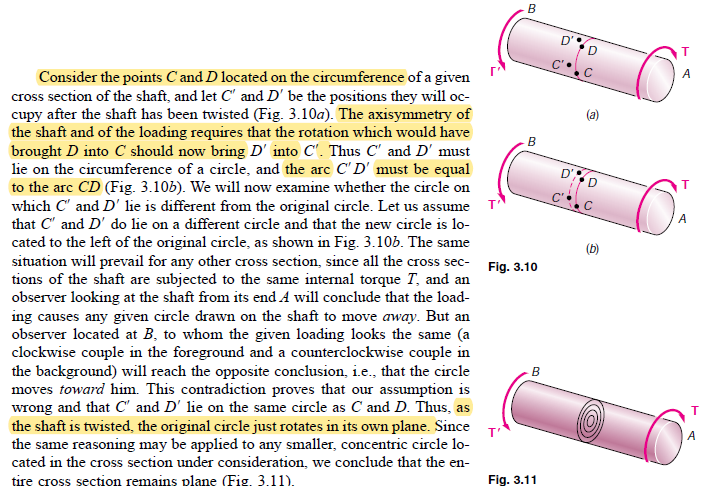 Consider the points C and D located on the circumference of a given
cross section of the shaft, and let C′ and D′ be the positions they will oc-
cupy after the shaft has been twisted (Fig. 3.10a). The axisymmetry of
the shaft and of the loading requires that the rotation which would have
brought D into C should now bring D′ into C′. Thus C′ and D′ must
lie on the circumference of a circle, and the arc C′D′ must be equal
to the arc CD (Fig. 3.10b). We will now examine whether the circle on
which C′ and D′ lie is different from the original circle. Let us assume
that C′ and D′ do lie on a different circle and that the new circle is lo-
cated to the left of the original circle, as shown in Fig. 3.10b. The same
situation will prevail for any other cross section, since all the cross sec-
tions of the shaft are subjected to the same internal torque T, and an
observer looking at the shaft from its end A will conclude that the load-
ing causes any given circle drawn on the shaft to move away. But an
observer located at B, to whom the given loading looks the same (a
clockwise couple in the foreground and a counterclockwise couple in
the background) will reach the opposite conclusion, i.e., that the circle
moves toward him. This contradiction proves that our assumption is
wrong and that C′ and D′ lie on the same circle as C and D. Thus, as
the shaft is twisted, the original circle just rotates in its own plane. Since
the same reasoning may be applied to any smaller, concentric circle lo-
cated in the cross section under consideration, we conclude that the en-
tire cross section remains plane (Fig. 3.11).
B
D′
D
T
C′
C
T′
A
(a)
B
D′
D
T
C′
C
T′
A
(b)
Fig. 3.10
B
T
T′
A
Fig. 3.11